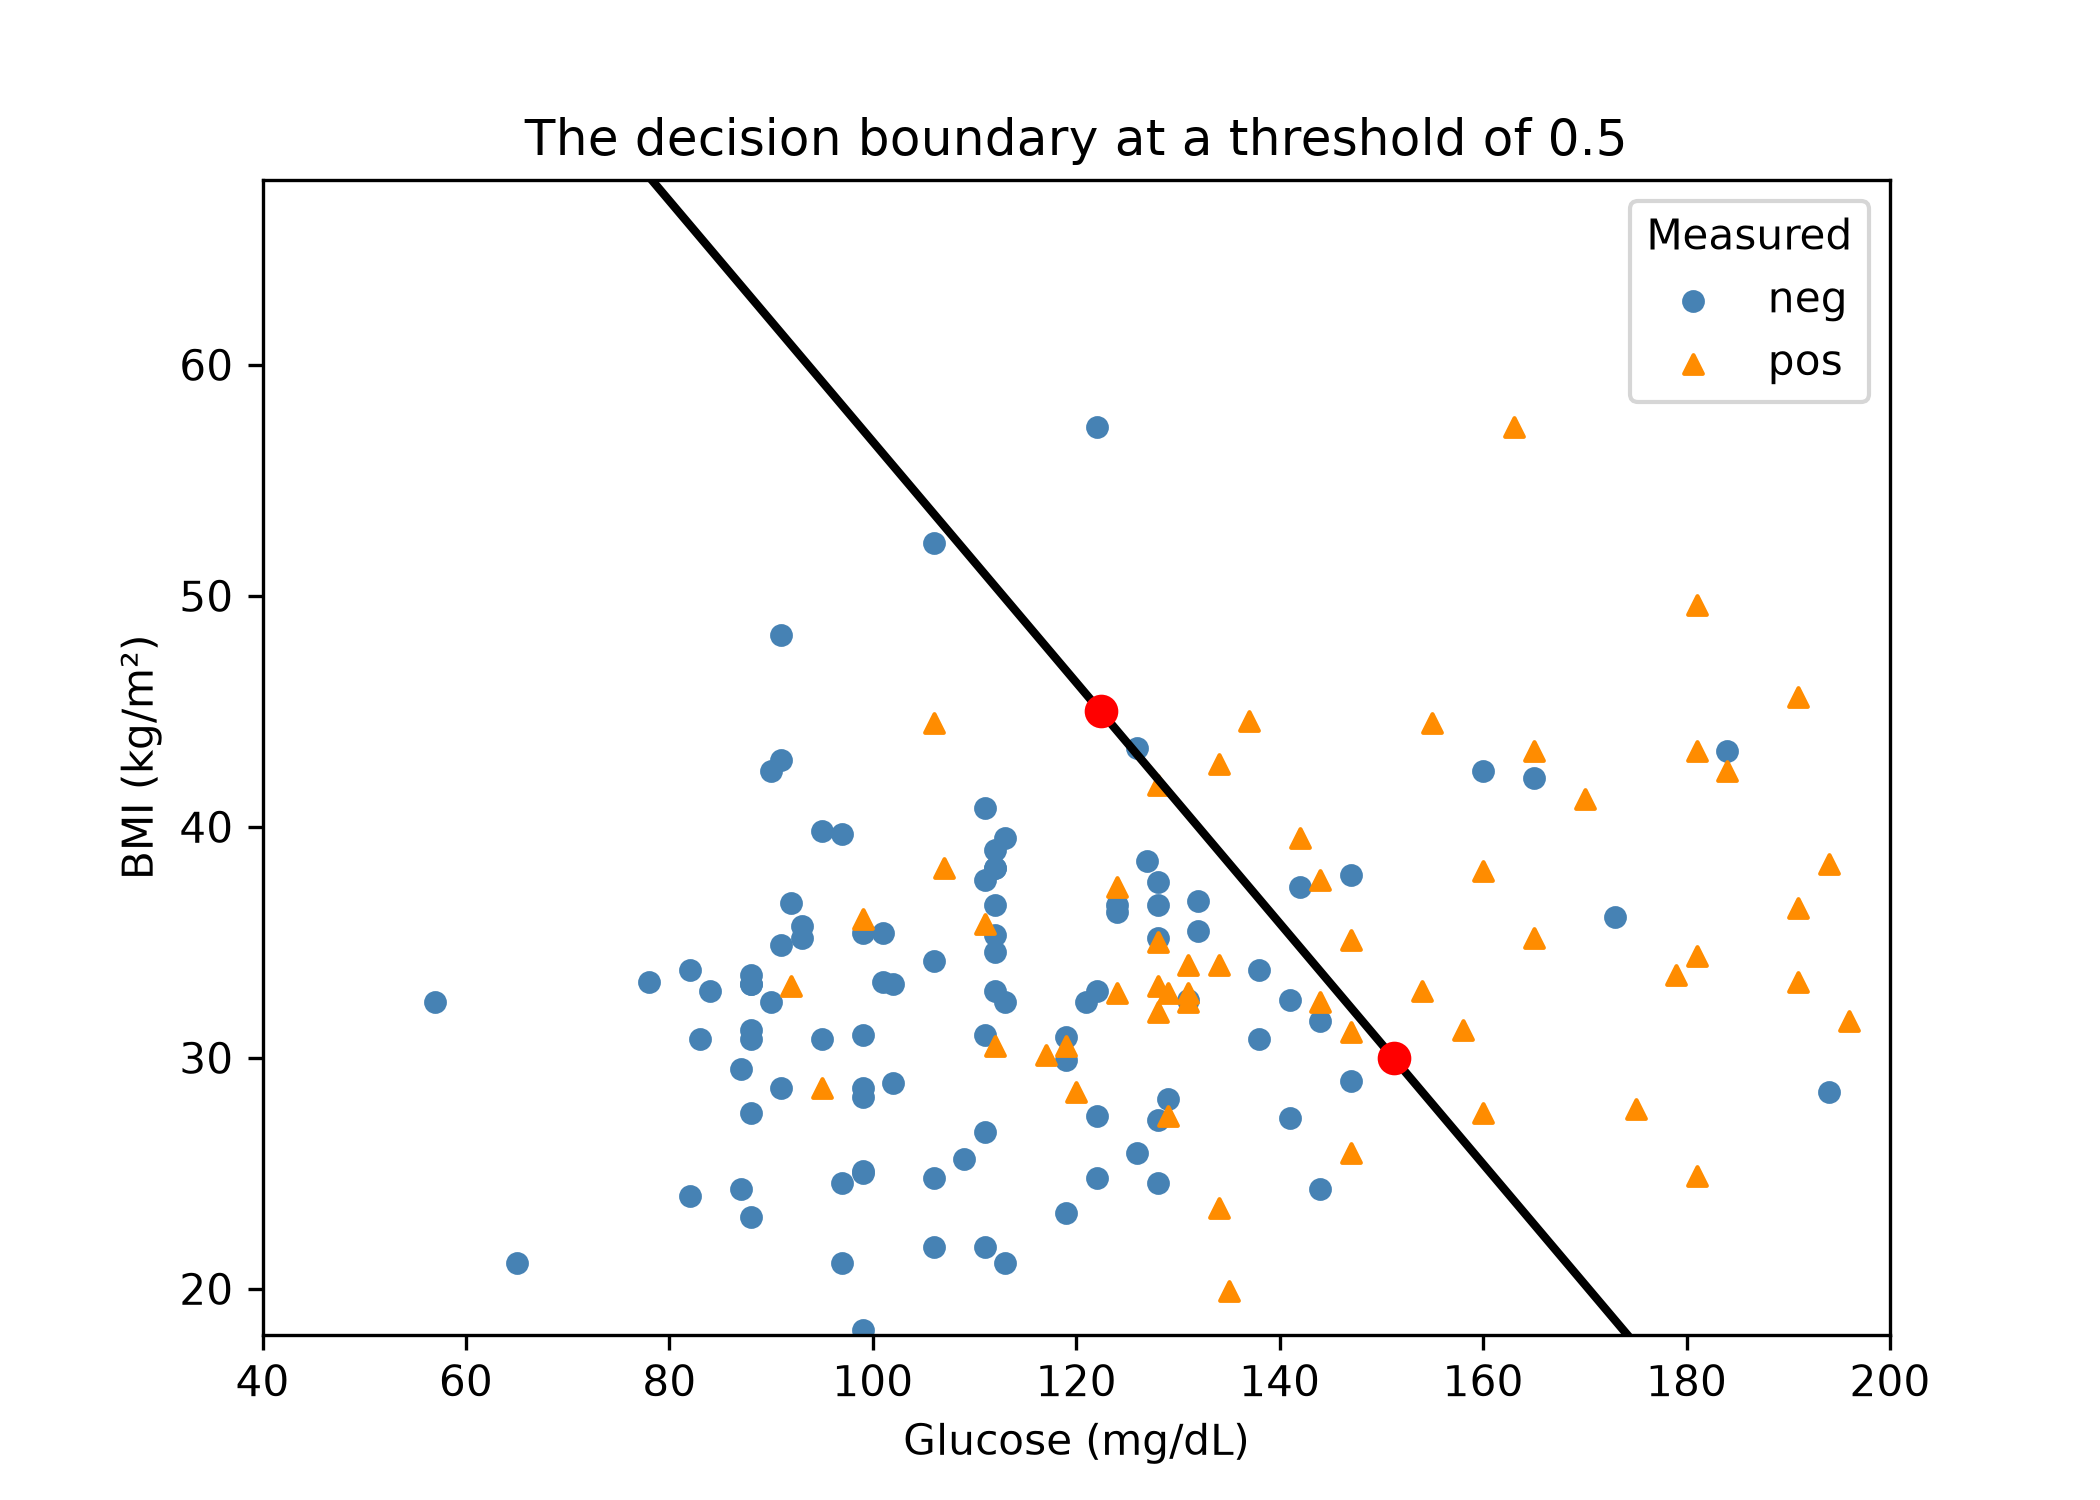 The decision boundary at a threshold of 0.5
Measured
neg
pos
60
50
40
30
20
BMI (kg/m²)
40 60 80 100 120 140 160 180 200
Glucose (mg/dL)